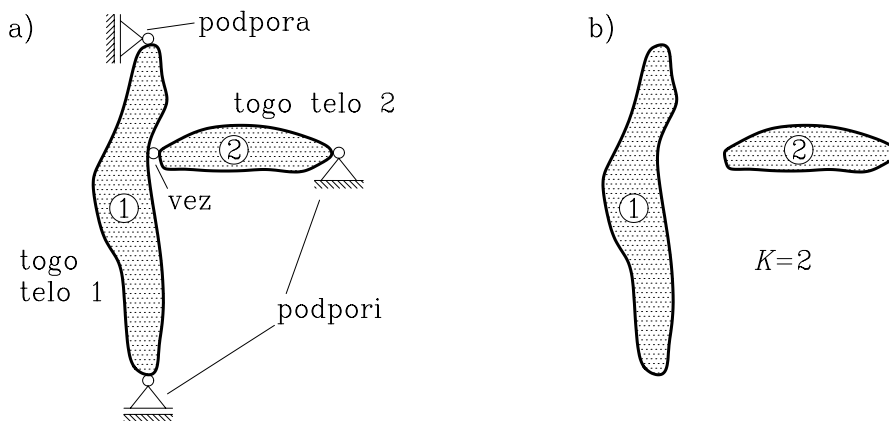 a)
podpora
togo telo 2
2
vez
1
togo
telo 1
podpori
b)
2
1
K=2